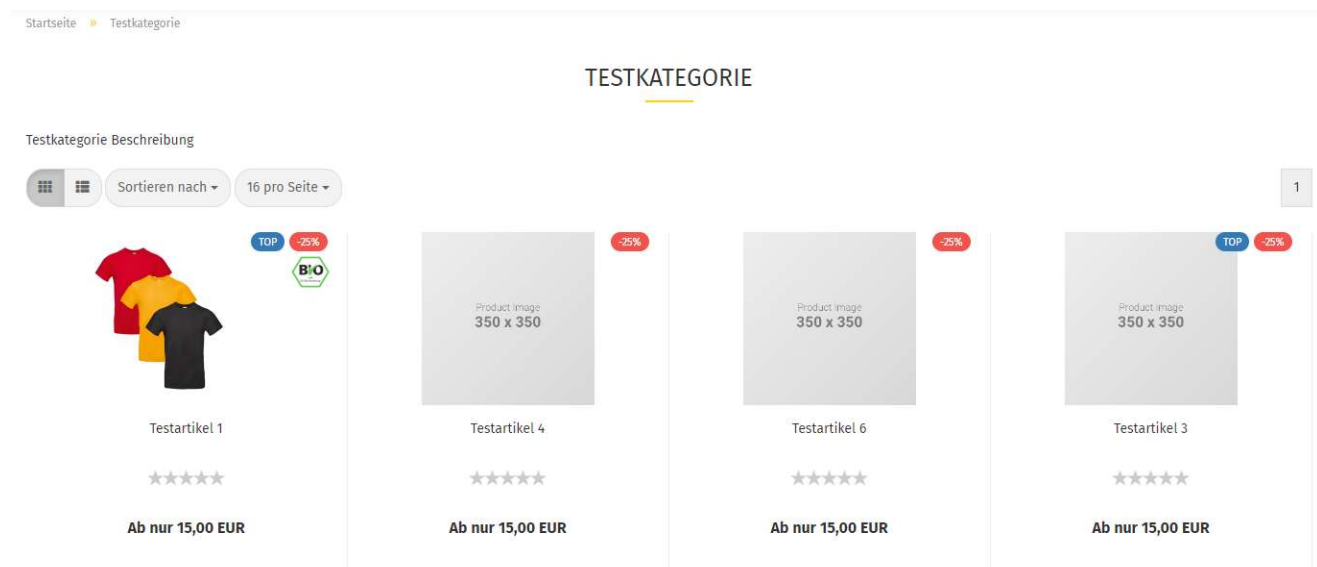 Startseite » Testkategorie
TESTKATEGORIE
Testkategorie Beschreibung
Sortieren nach
16 pro Seite
1
TOP -25%
BIO
-25%
-25%
TOP -25%
Product Image
350 x 350
Product Image
350 x 350
Product Image
350 x 350
Testartikel 1
Testartikel 4
Testartikel 6
Testartikel 3
Ab nur 15,00 EUR
Ab nur 15,00 EUR
Ab nur 15,00 EUR
Ab nur 15,00 EUR